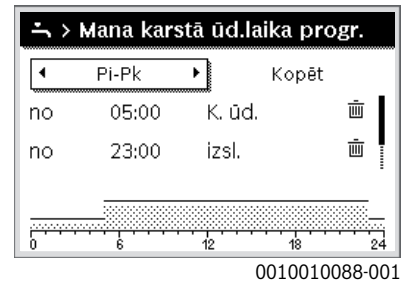 > Mana karstā ūd.laika progr.
Pi-Pk Kopēt
no 05:00 K. ūd.
no 23:00 izsl.
0 6 12 18 24
0010010088-001